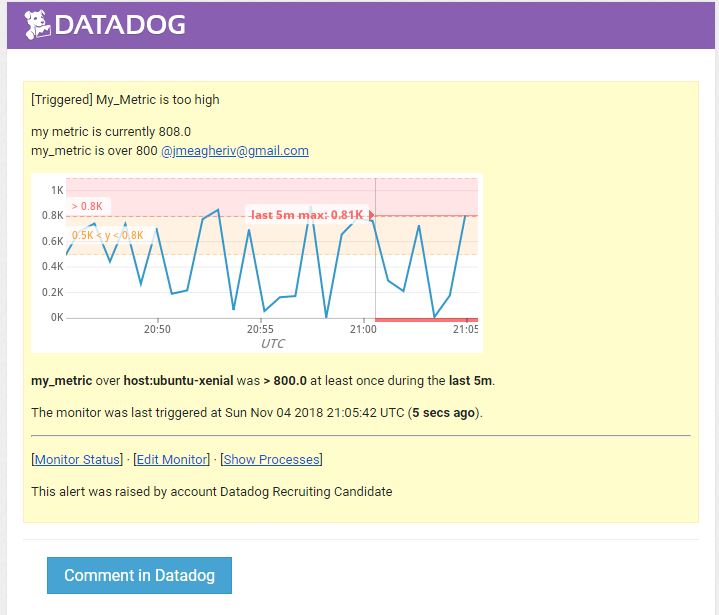 DATADOG
[Triggered] My_Metric is too high
my metric is currently 808.0
my_metric is over 800 @jmeagheriv@gmail.com
1K
> 0.8K
0.8K
last 5m max: 0.81K
0.5K < y < 0.8K
0.6K
0.4K
0.2K
0K
20:50 20:55 21:00 21:05
UTC
my_metric over host:ubuntu-xenial was > 800.0 at least once during the last 5m.
The monitor was last triggered at Sun Nov 04 2018 21:05:42 UTC (5 secs ago).
[Monitor Status] · [Edit Monitor] · [Show Processes]
This alert was raised by account Datadog Recruiting Candidate
Comment in Datadog